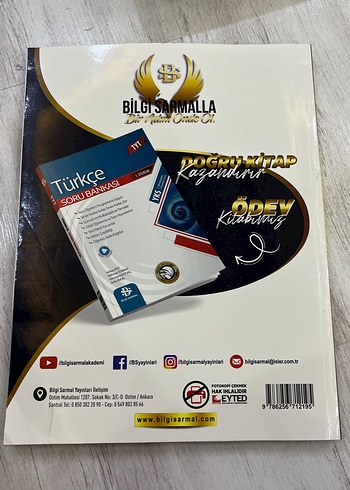 BİLGİ SARMALLA
Bir Adım Önde Ol.
DOĞRU KİTAP
Kazandırır
ÖDEV
Kitabımız
TYT
Türkçe
SORU BANKASI
YKS
//bilgisarmalakademi
//BSyayinlari
//bilgisarmalyayinlari
bilgisarmal@isler.com.tr
Bilgi Sarmal Yayınları İletişim
Ostim Mahallesi 1207. Sokak No: 3/C-D Ostim / Ankara
Santral Tel: 0 850 302 20 90 - Cep: 0 549 802 85 66
FOTOKOPİ ÇEKMEK
HAK İHLALİDİR
EYTED
9 786256 712195
www.bilgisarmal.com